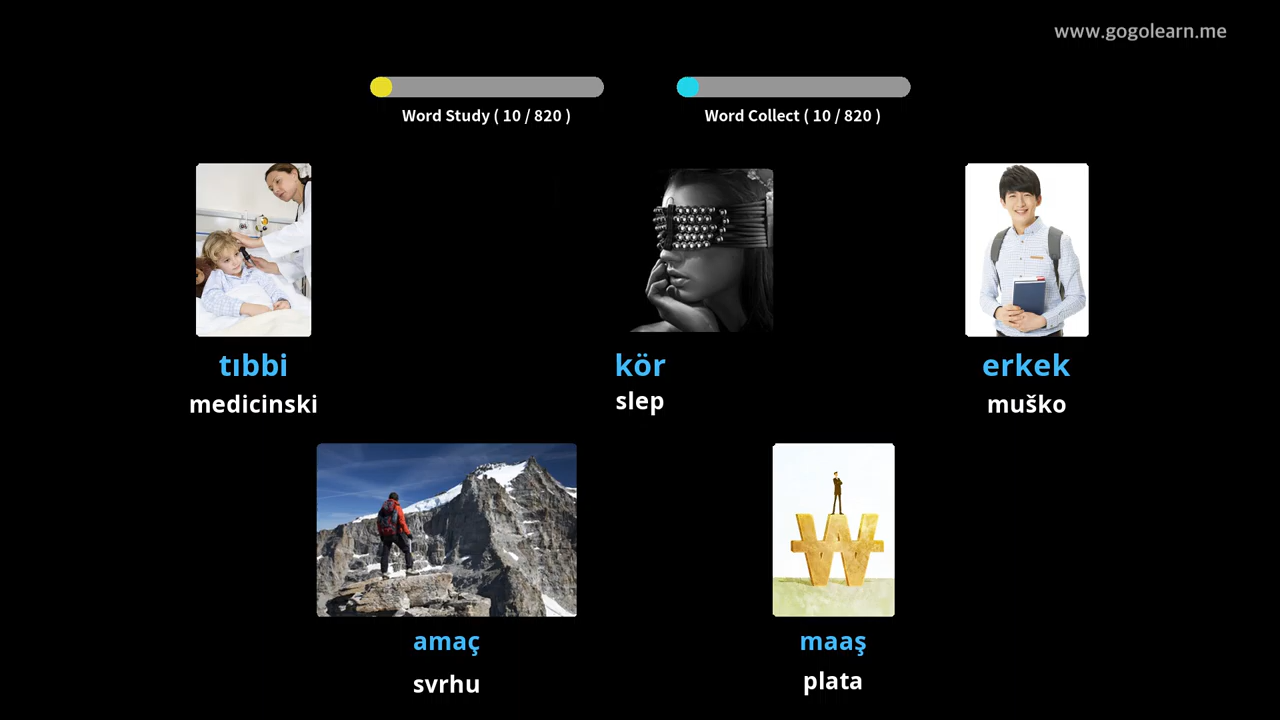 www.gogolearn.me
Word Study ( 10 / 820 )
Word Collect ( 10 / 820 )
tıbbi
medicinski
kör
slep
erkek
muško
amaç
svrhu
maaş
plata